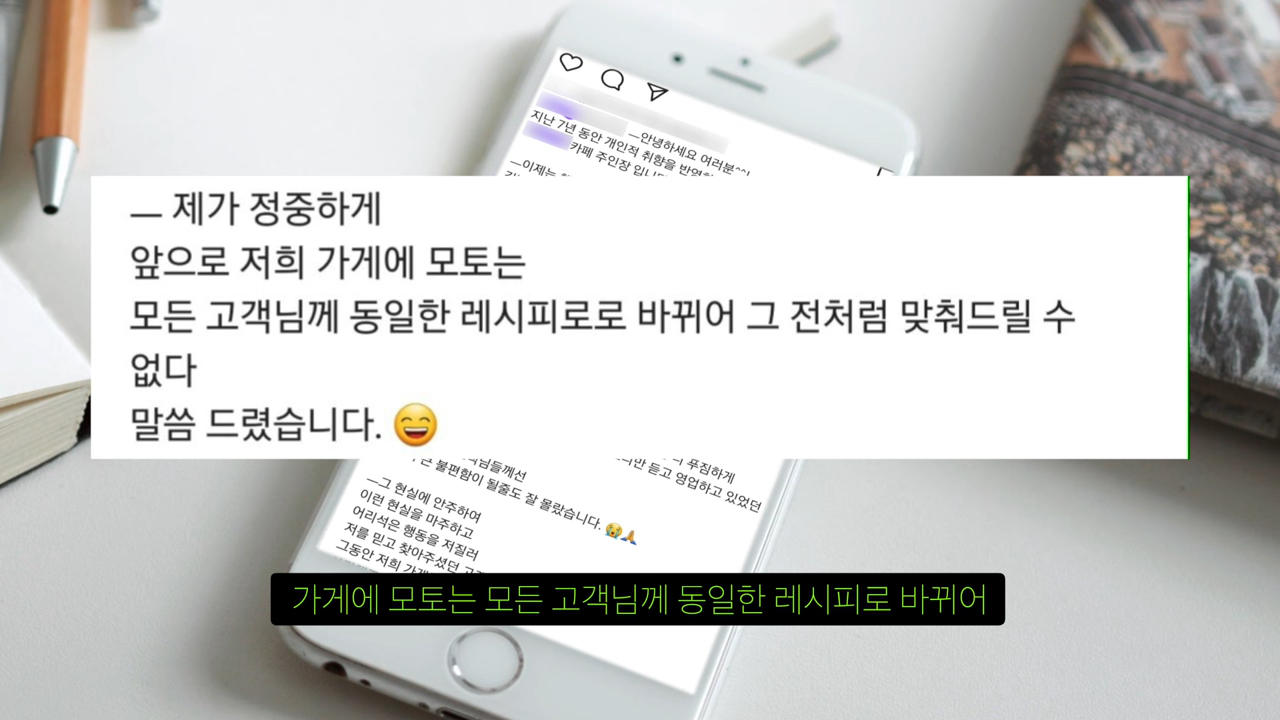 지난 7년 동안 개인적 취향을 반영한
—안녕하세요 여러분^^
카페 주인장 입니다
—이제는
— 제가 정중하게
앞으로 저희 가게에 모토는
모든 고객님께 동일한 레시피로로 바뀌어 그 전처럼 맞춰드릴 수
없다
말씀 드렸습니다. 😄
푸짐하게
듣고 영업하고 있었던
불편함이 될줄도 잘 몰랐습니다. 😭🙏
—그 현실에 안주하여
이런 현실을 마주하고
어리석은 행동을 저질러
저를 믿고 찾아주셨던
그동안 저희
가게에 모토는 모든 고객님께 동일한 레시피로 바뀌어